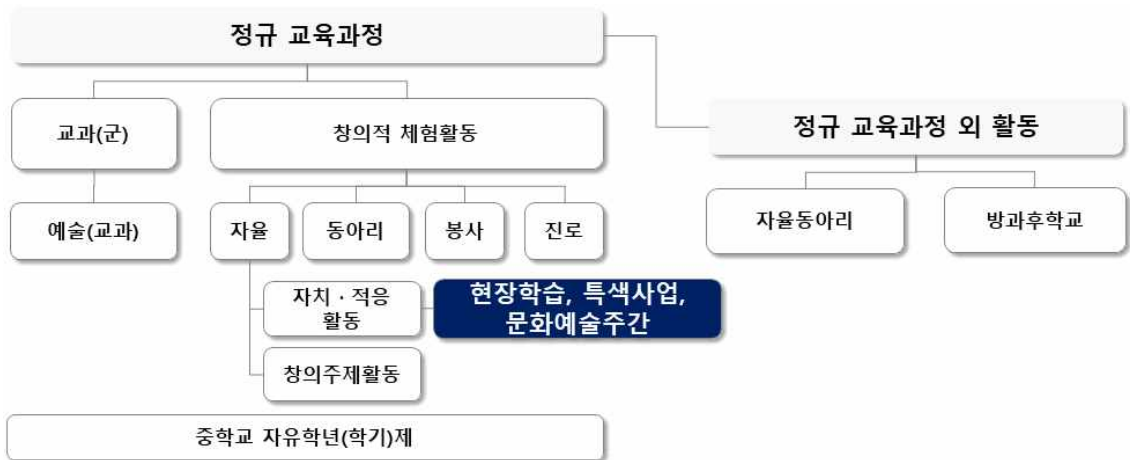 정규 교육과정
교과(군)
창의적 체험활동
정규 교육과정 외 활동
예술(교과)
자율
동아리
봉사
진로
자율동아리
방과후학교
자치·적응
활동
현장학습, 특색사업,
문화예술주간
창의주제활동
중학교 자유학년(학기)제